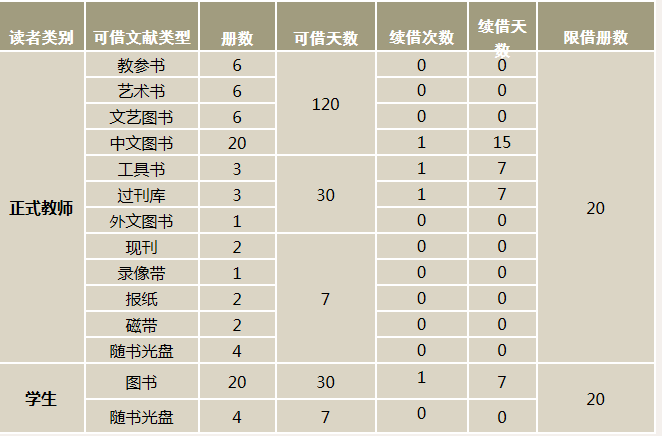 读者类别 可借文献类型 册数 可借天数 续借次数 续借天数 限借册数
正式教师 教参书 6 120 0 0 20
艺术书 6 0 0
文艺图书 6 0 0
中文图书 20 1 15
工具书 3 30 1 7
过刊库 3 1 7
外文图书 1 0 0
现刊 2 7 0 0
录像带 1 0 0
报纸 2 0 0
磁带 2 0 0
随书光盘 4 0 0
学生 图书 20 30 1 7 20
随书光盘 4 7 0 0